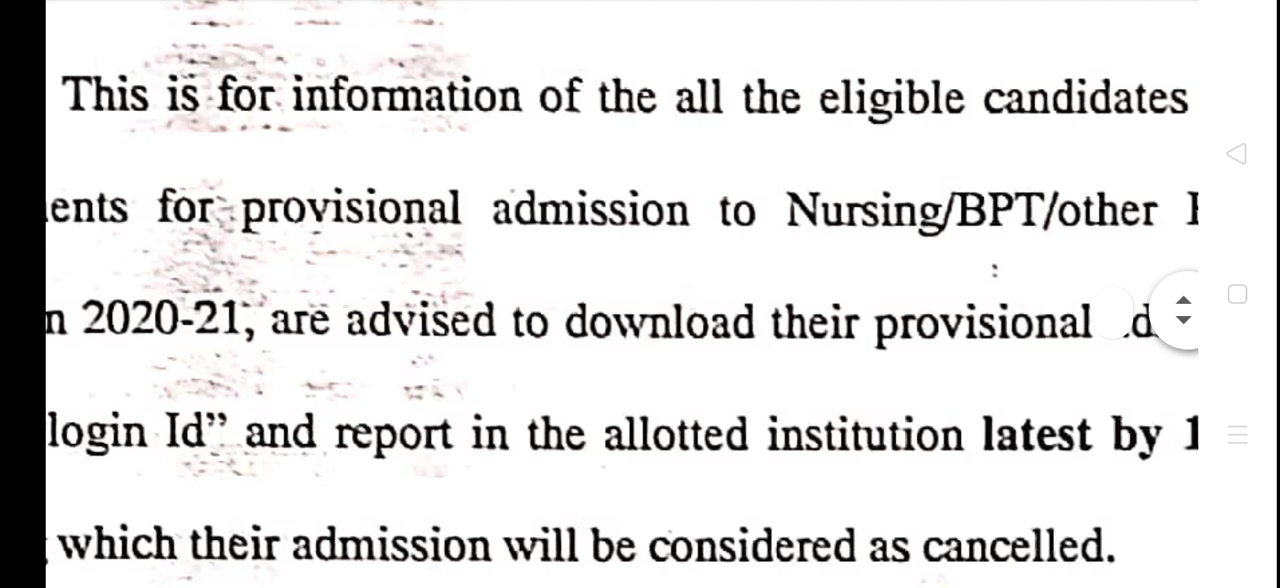 This is for information of the all the eligible candidates
for provisional admission to Nursing/BPT/other
2020-21, are advised to download their provisional
login Id” and report in the allotted institution latest by
which their admission will be considered as cancelled.